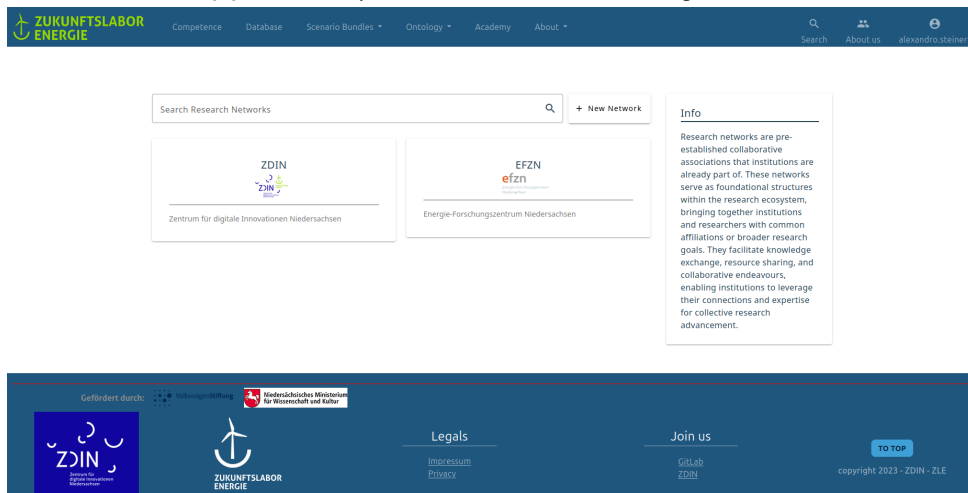 ZUKUNFTSLABOR
ENERGIE
Competence Database Scenario Bundles Ontology Academy About
Search About us alexandro.steiner
Search Research Networks
+ New Network
ZDIN
ZDIN
Zentrum für digitale Innovationen Niedersachsen
EFZN
efzn
Energie-Forschungszentrum Niedersachsen
Info
Research networks are pre-
established collaborative
associations that institutions are
already part of. These networks
serve as foundational structures
within the research ecosystem,
bringing together institutions
and researchers with common
affiliations or broader research
goals. They facilitate knowledge
exchange, resource sharing, and
collaborative endeavours,
enabling institutions to leverage
their connections and expertise
for collective research
advancement.
Gefördert durch:
VolkswagenStiftung
Niedersächsisches Ministerium
für Wissenschaft und Kultur
ZDIN
Zentrum für
digitale Innovationen
Niedersachsen
ZUKUNFTSLABOR
ENERGIE
Legals
Impressum
Privacy
Join us
GitLab
ZDIN
TO TOP
copyright 2023 - ZDIN - ZLE